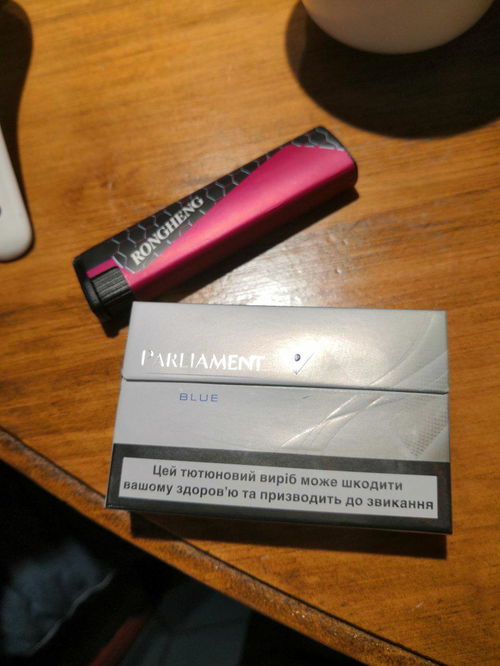 RONGHENG
PARLIAMENT
BLUE
Цей тютюновий виріб може шкодити
вашому здоров'ю та призводить до звикання